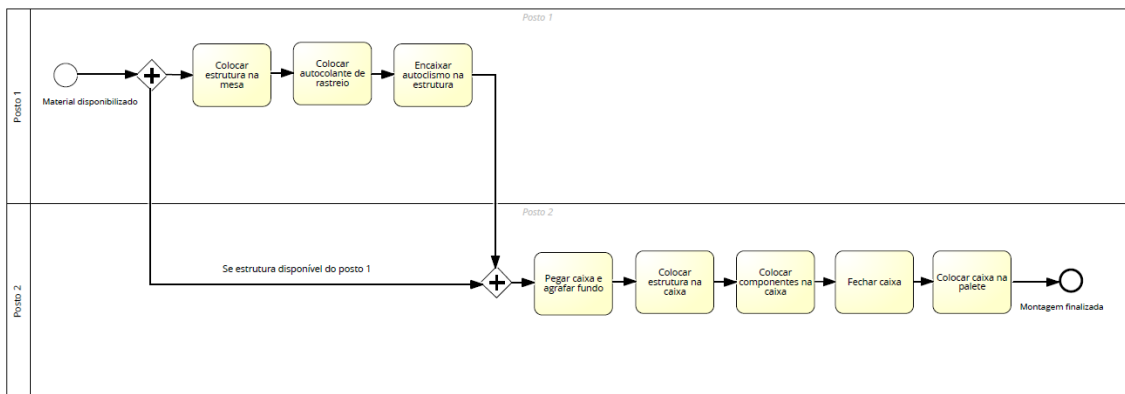 Posto 1
Posto 1
Material disponibilizado
Colocar
estrutura na
mesa
Colocar
autocolante de
rastreio
Encaixar
autoclismo na
estrutura
Posto 2
Posto 2
Se estrutura disponível do posto 1
Pegar caixa e
agrafar fundo
Colocar
estrutura na
caixa
Colocar
componentes na
caixa
Fechar caixa
Colocar caixa na
palete
Montagem finalizada